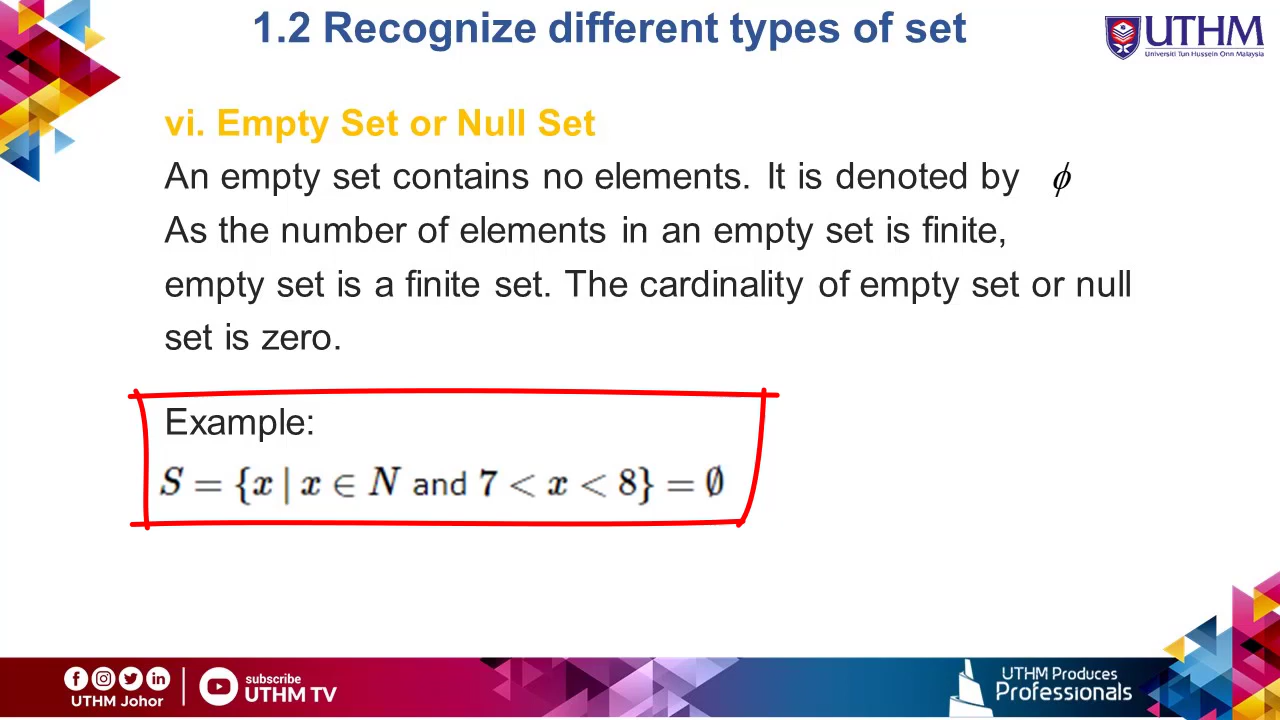 1.2 Recognize different types of set
UTHM
Universiti Tun Hussein Onn Malaysia
vi. Empty Set or Null Set
An empty set contains no elements. It is denoted by ϕ
As the number of elements in an empty set is finite,
empty set is a finite set. The cardinality of empty set or null
set is zero.
Example:
S = {x | x ∈ N and 7 < x < 8} = ∅
UTHM Johor
subscribe
UTHM TV
UTHM Produces
Professionals